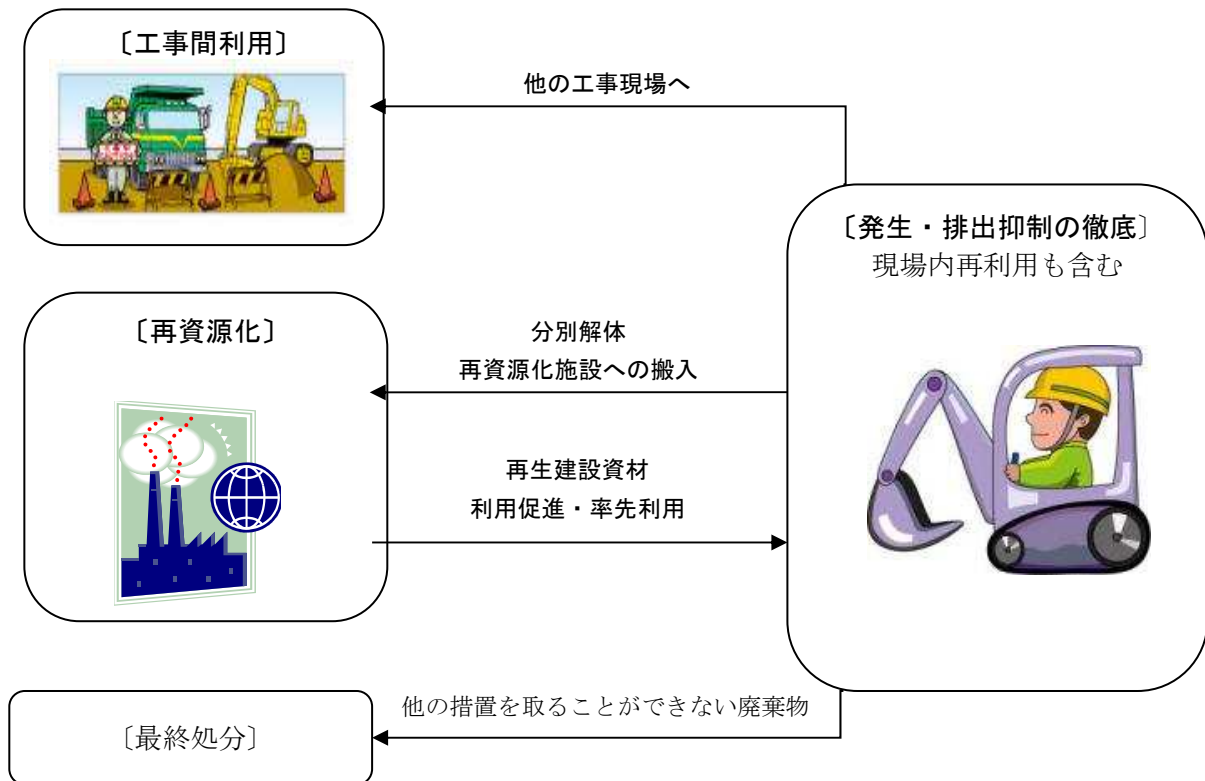 〔工事間利用〕
他の工事現場へ
〔発生・排出抑制の徹底〕
現場内再利用も含む
〔再資源化〕
分別解体
再資源化施設への搬入
再生建設資材
利用促進・率先利用
他の措置を取ることができない廃棄物
〔最終処分〕